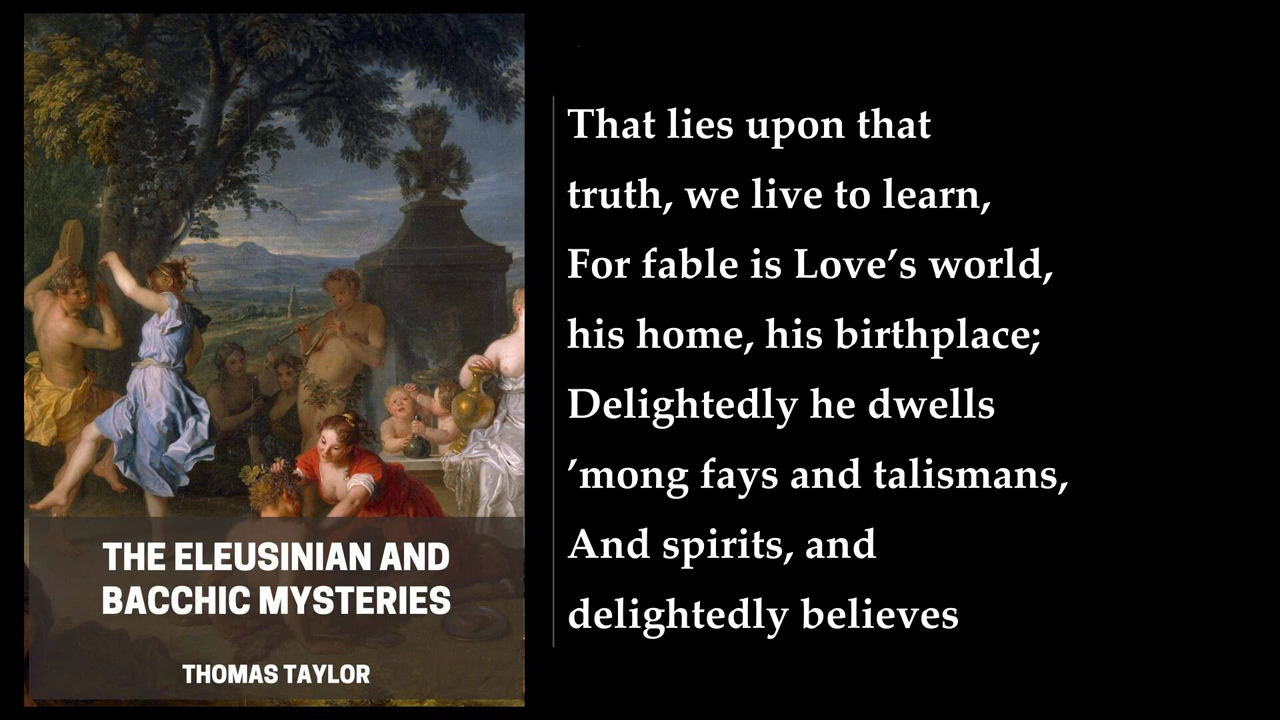 THE ELEUSINIAN AND
BACCHIC MYSTERIES
THOMAS TAYLOR
That lies upon that
truth, we live to learn,
For fable is Love’s world,
his home, his birthplace;
Delightedly he dwells
’mong fays and talismans,
And spirits, and
delightedly believes